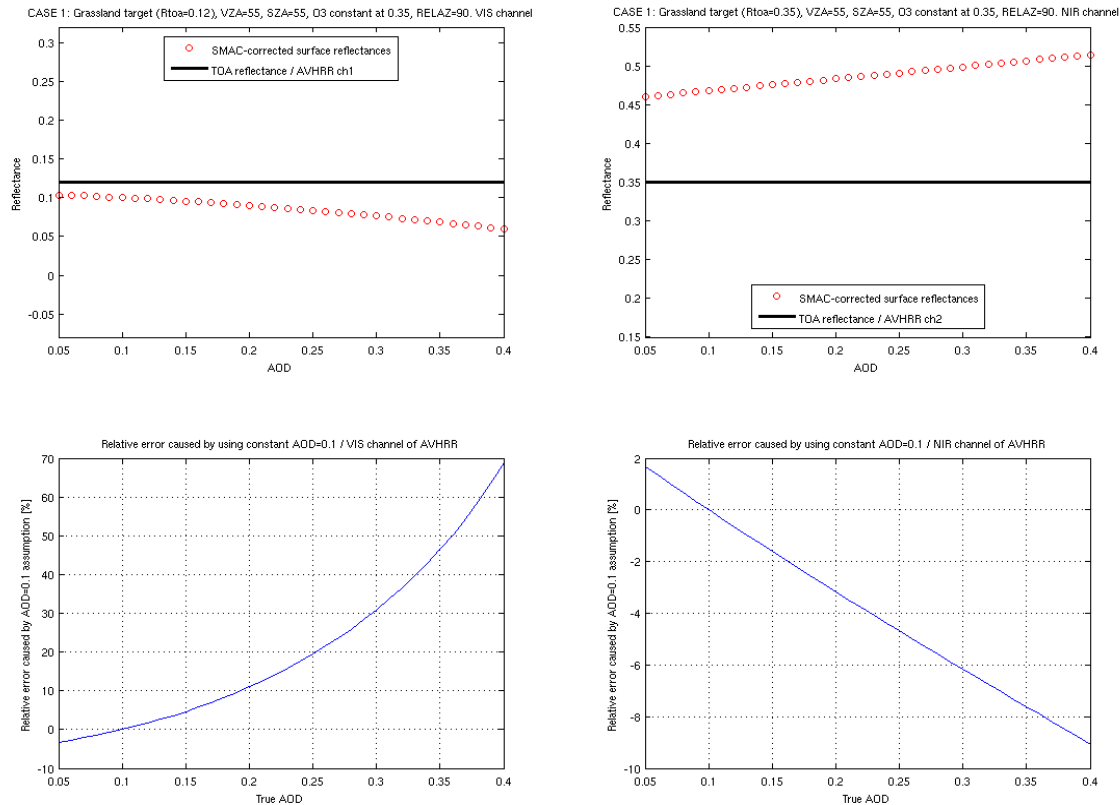 CASE 1: Grassland target (Rtoa=0.12), VZA=55, SZA=55, O3 constant at 0.35, RELAZ=90. VIS channel
0.3
0.25
0.2
0.15
0.1
0.05
0
-0.05
Reflectance
SMAC-corrected surface reflectances
TOA reflectance / AVHRR ch1
0.05 0.1 0.15 0.2 0.25 0.3 0.35 0.4
AOD
CASE 1: Grassland target (Rtoa=0.35), VZA=55, SZA=55, O3 constant at 0.35, RELAZ=90. NIR channel
0.55
0.5
0.45
0.4
0.35
0.3
0.25
0.2
0.15
Reflectance
SMAC-corrected surface reflectances
TOA reflectance / AVHRR ch2
0.05 0.1 0.15 0.2 0.25 0.3 0.35 0.4
AOD
Relative error caused by using constant AOD=0.1 / VIS channel of AVHRR
70
60
50
40
30
20
10
0
-10
Relative error caused by AOD=0.1 assumption [%]
0.05 0.1 0.15 0.2 0.25 0.3 0.35 0.4
True AOD
Relative error caused by using constant AOD=0.1 / NIR channel of AVHRR
2
0
-2
-4
-6
-8
-10
Relative error caused by AOD=0.1 assumption [%]
0.05 0.1 0.15 0.2 0.25 0.3 0.35 0.4
True AOD